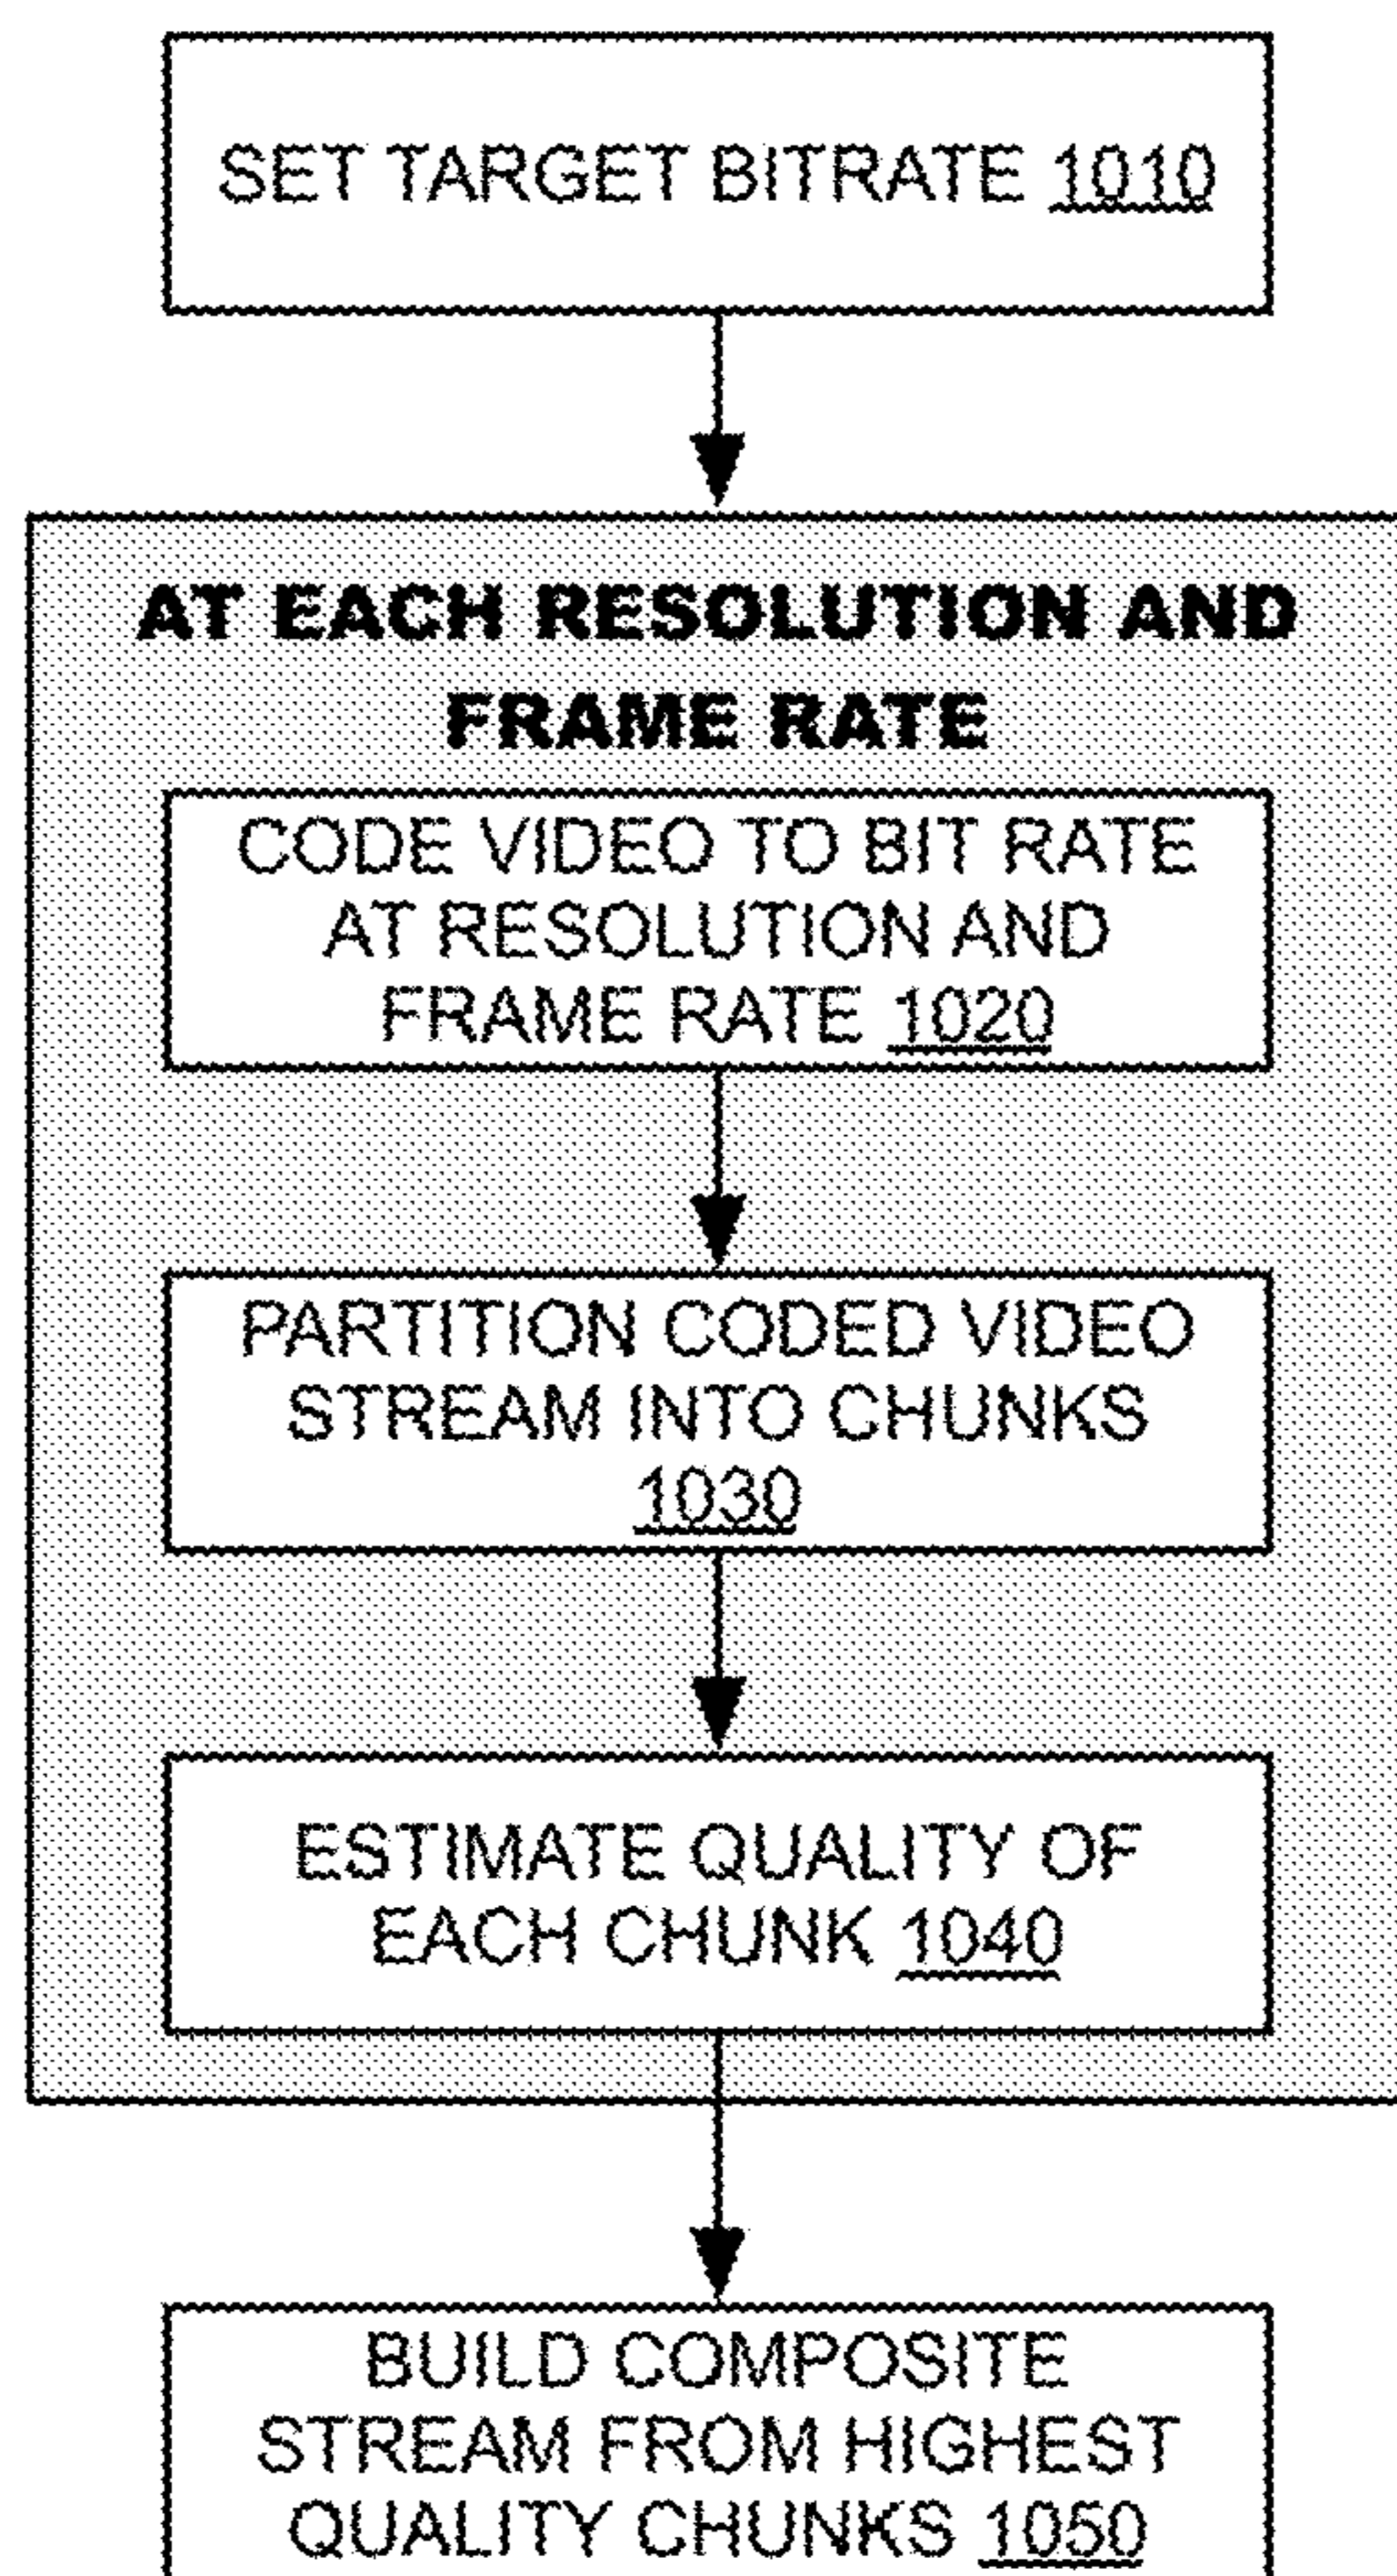 SET TARGET BITRATE 1010
AT EACH RESOLUTION AND
FRAME RATE
CODE VIDEO TO BIT RATE
AT RESOLUTION AND
FRAME RATE 1020
PARTITION CODED VIDEO
STREAM INTO CHUNKS
1030
ESTIMATE QUALITY OF
EACH CHUNK 1040
BUILD COMPOSITE
STREAM FROM HIGHEST
QUALITY CHUNKS 1050